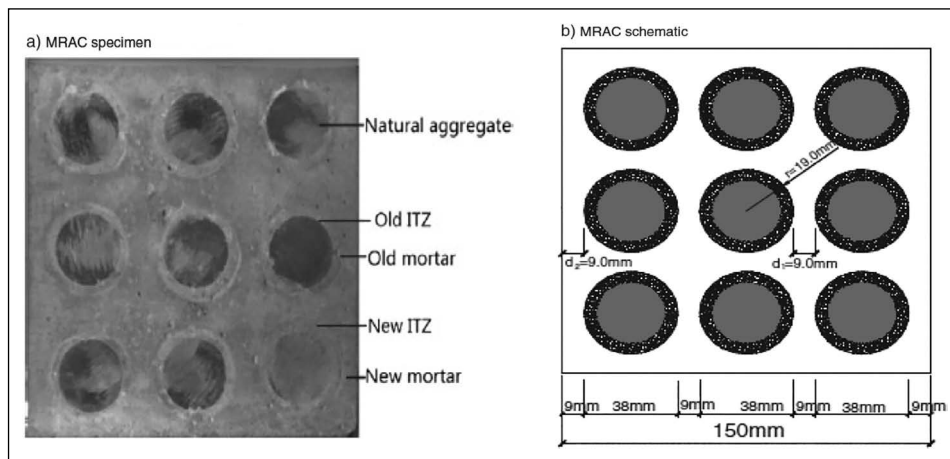 a) MRAC specimen
Natural aggregate
Old ITZ
Old mortar
New ITZ
New mortar
b) MRAC schematic
r=19.0mm
d₂=9.0mm
d₁=9.0mm
9mm 38mm 9mm 38mm 9mm 38mm 9mm
150mm